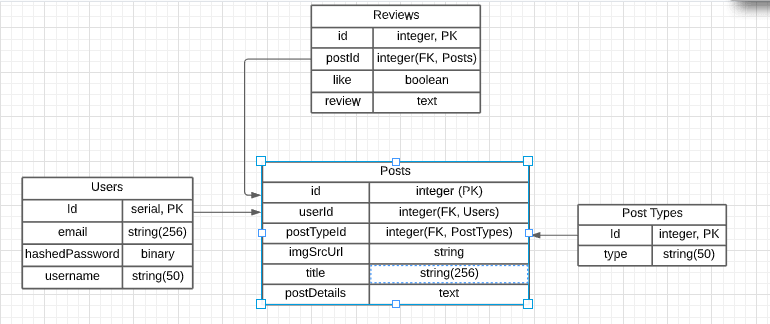 Reviews
id integer, PK
postId integer(FK, Posts)
like boolean
review text
Posts
id integer (PK)
userId integer(FK, Users)
postTypeId integer(FK, PostTypes)
imgSrcUrl string
title string(256)
postDetails text
Users
Id serial, PK
email string(256)
hashedPassword binary
username string(50)
Post Types
Id integer, PK
type string(50)